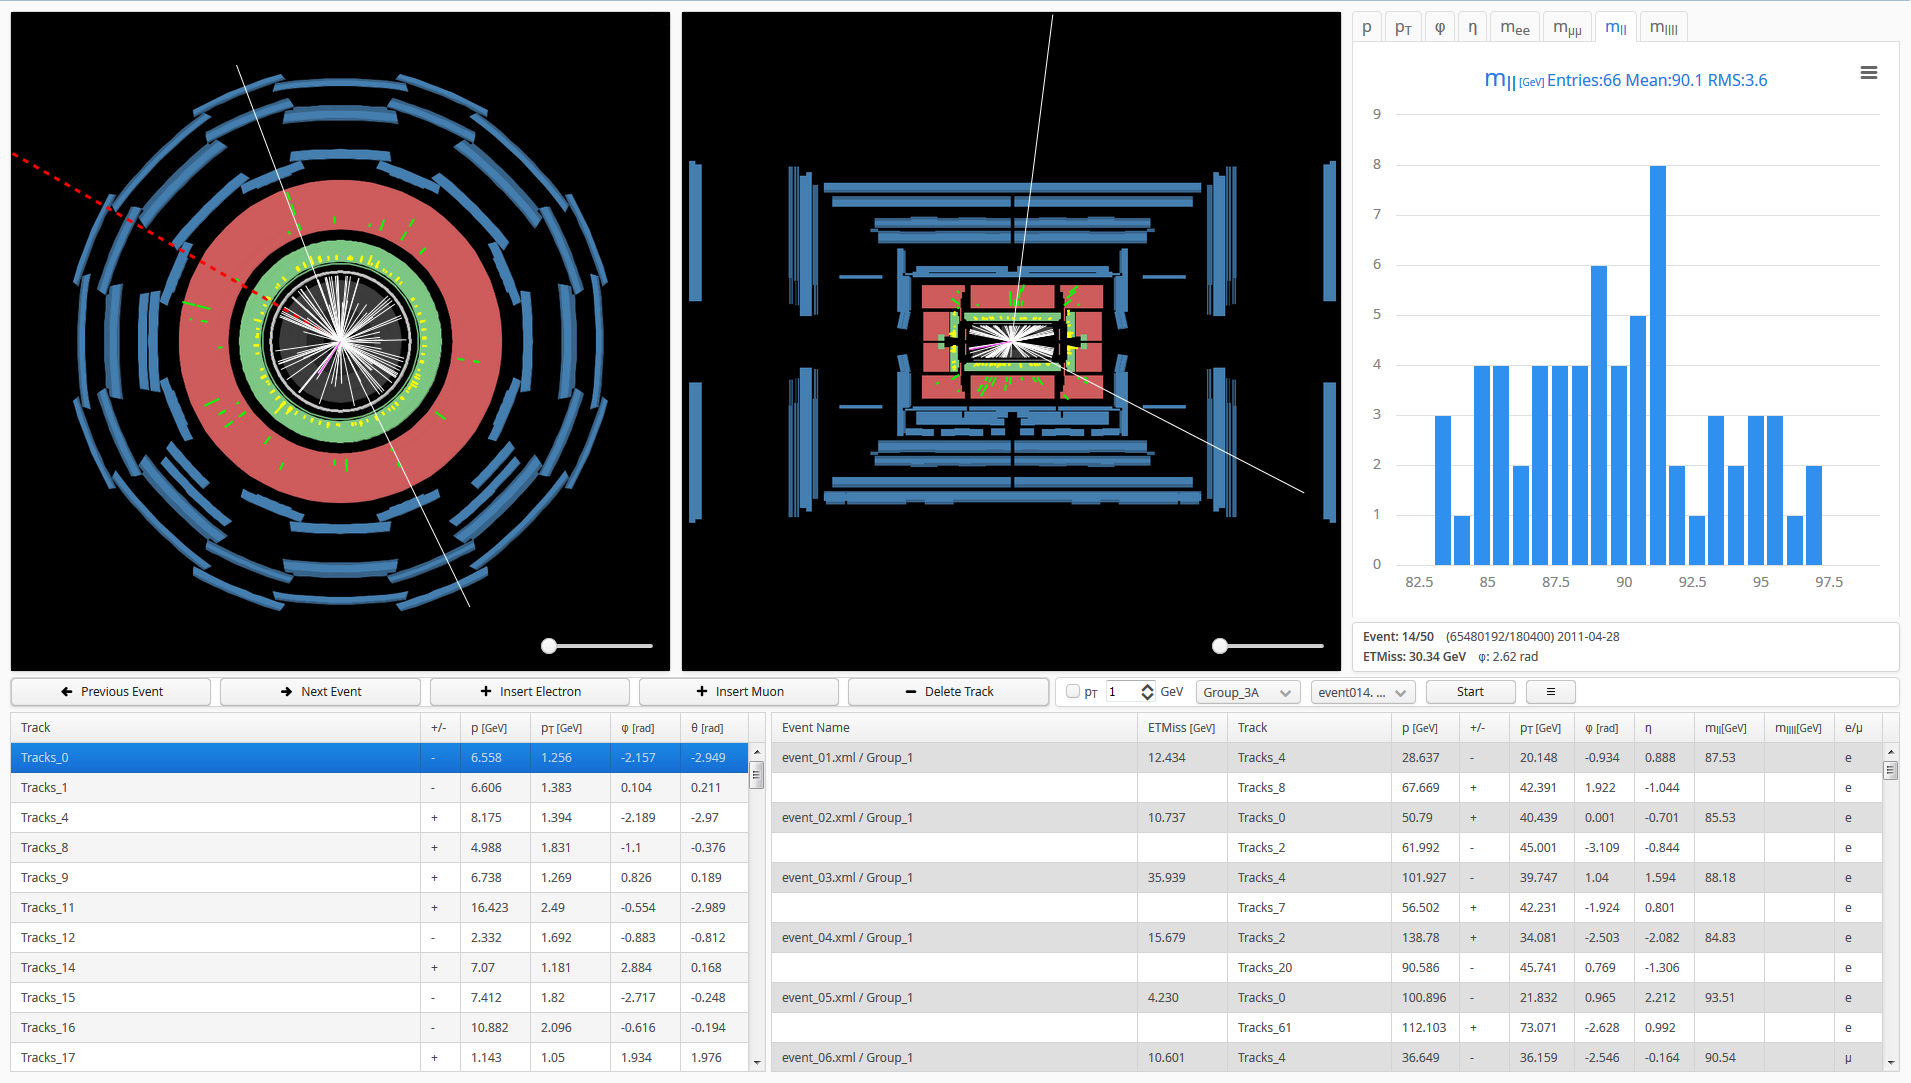 p pT φ η mee mμμ mll mllll
mll [GeV] Entries:66 Mean:90.1 RMS:3.6
9
8
7
6
5
4
3
2
1
0
82.5 85 87.5 90 92.5 95 97.5
Event: 14/50 (65480192/180400) 2011-04-28
ETMiss: 30.34 GeV φ: 2.62 rad
Previous Event Next Event Insert Electron Insert Muon Delete Track pT 1 GeV Group_3A event014. ... Start
Track +/- p [GeV] pT [GeV] φ [rad] θ [rad]
Tracks_0 - 6.558 1.256 -2.157 -2.949
Tracks_1 - 6.606 1.383 0.104 0.211
Tracks_4 + 8.175 1.394 -2.189 -2.97
Tracks_8 + 4.988 1.831 -1.1 -0.376
Tracks_9 + 6.738 1.269 0.826 0.189
Tracks_11 + 16.423 2.49 -0.554 -2.989
Tracks_12 - 2.332 1.692 -0.883 -0.812
Tracks_14 + 7.07 1.181 2.884 0.168
Tracks_15 - 7.412 1.82 -2.717 -0.248
Tracks_16 - 10.882 2.096 -0.616 -0.194
Tracks_17 + 1.143 1.05 1.934 1.976
Event Name ETMiss [GeV] Track p [GeV] +/- pT [GeV] φ [rad] η mll[GeV] mllll[GeV] e/μ
event_01.xml / Group_1 12.434 Tracks_4 28.637 - 20.148 -0.934 0.888 87.53 e
Tracks_8 67.669 + 42.391 1.922 -1.044 e
event_02.xml / Group_1 10.737 Tracks_0 50.79 + 40.439 0.001 -0.701 85.53 e
Tracks_2 61.992 - 45.001 -3.109 -0.844 e
event_03.xml / Group_1 35.939 Tracks_4 101.927 - 39.747 1.04 1.594 88.18 e
Tracks_7 56.502 + 42.231 -1.924 0.801 e
event_04.xml / Group_1 15.679 Tracks_2 138.78 + 34.081 -2.503 -2.082 84.83 e
Tracks_20 90.586 - 45.741 0.769 -1.306 e
event_05.xml / Group_1 4.230 Tracks_0 100.896 - 21.832 0.965 2.212 93.51 e
Tracks_61 112.103 + 73.071 -2.628 0.992 e
event_06.xml / Group_1 10.601 Tracks_4 36.649 - 36.159 -2.546 -0.164 90.54 μ